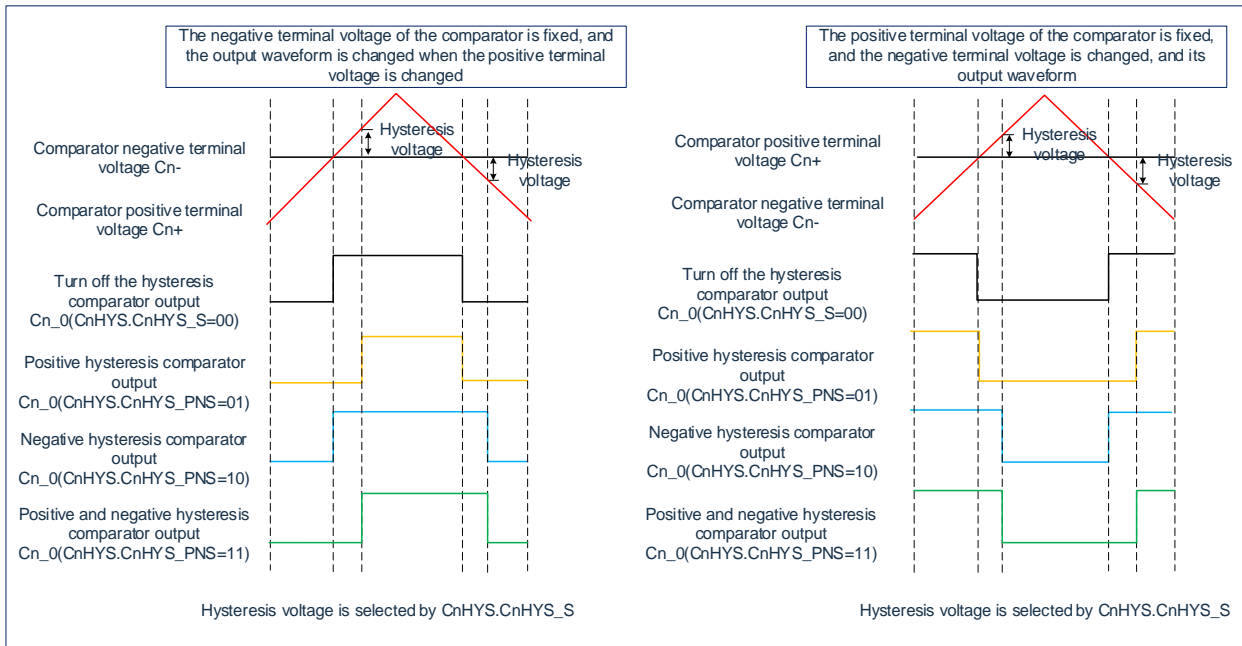 The negative terminal voltage of the comparator is fixed, and
the output waveform is changed when the positive terminal
voltage is changed
Hysteresis
voltage
Comparator negative terminal
voltage Cn-
Hysteresis
voltage
Comparator positive terminal
voltage Cn+
Turn off the hysteresis
comparator output
Cn_0(CnHYS.CnHYS_S=00)
Positive hysteresis comparator
output
Cn_0(CnHYS.CnHYS_PNS=01)
Negative hysteresis comparator
output
Cn_0(CnHYS.CnHYS_PNS=10)
Positive and negative hysteresis
comparator output
Cn_0(CnHYS.CnHYS_PNS=11)
Hysteresis voltage is selected by CnHYS.CnHYS_S
The positive terminal voltage of the comparator is fixed,
and the negative terminal voltage is changed, and its
output waveform
Comparator positive terminal
voltage Cn+
Hysteresis
voltage
Hysteresis
voltage
Comparator negative terminal
voltage Cn-
Turn off the hysteresis
comparator output
Cn_0(CnHYS.CnHYS_S=00)
Positive hysteresis comparator
output
Cn_0(CnHYS.CnHYS_PNS=01)
Negative hysteresis comparator
output
Cn_0(CnHYS.CnHYS_PNS=10)
Positive and negative hysteresis
comparator output
Cn_0(CnHYS.CnHYS_PNS=11)
Hysteresis voltage is selected by CnHYS.CnHYS_S